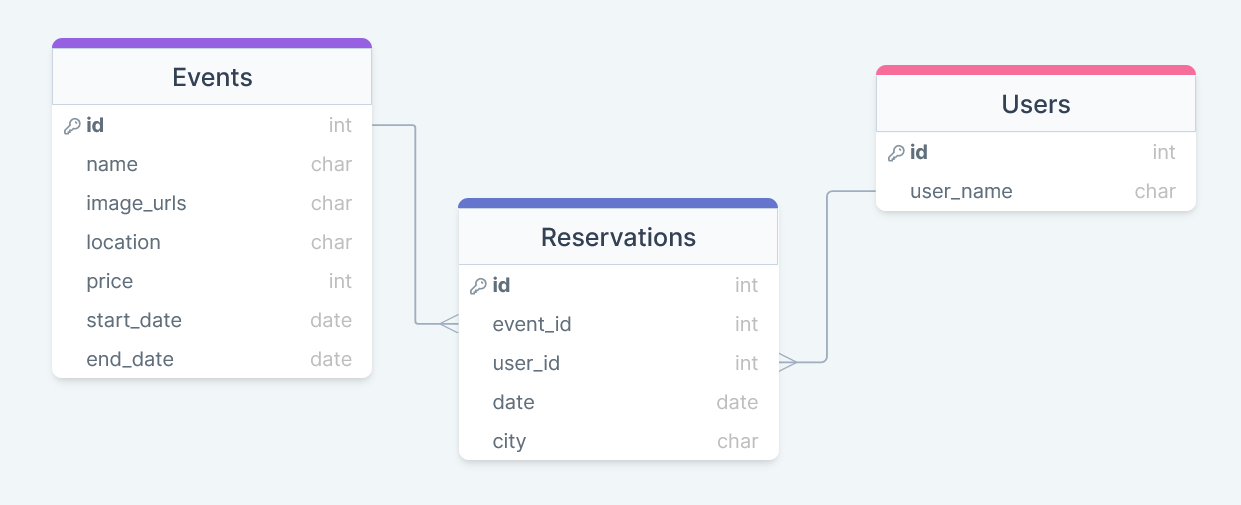 Events
id int
name char
image_urls char
location char
price int
start_date date
end_date date
Reservations
id int
event_id int
user_id int
date date
city char
Users
id int
user_name char